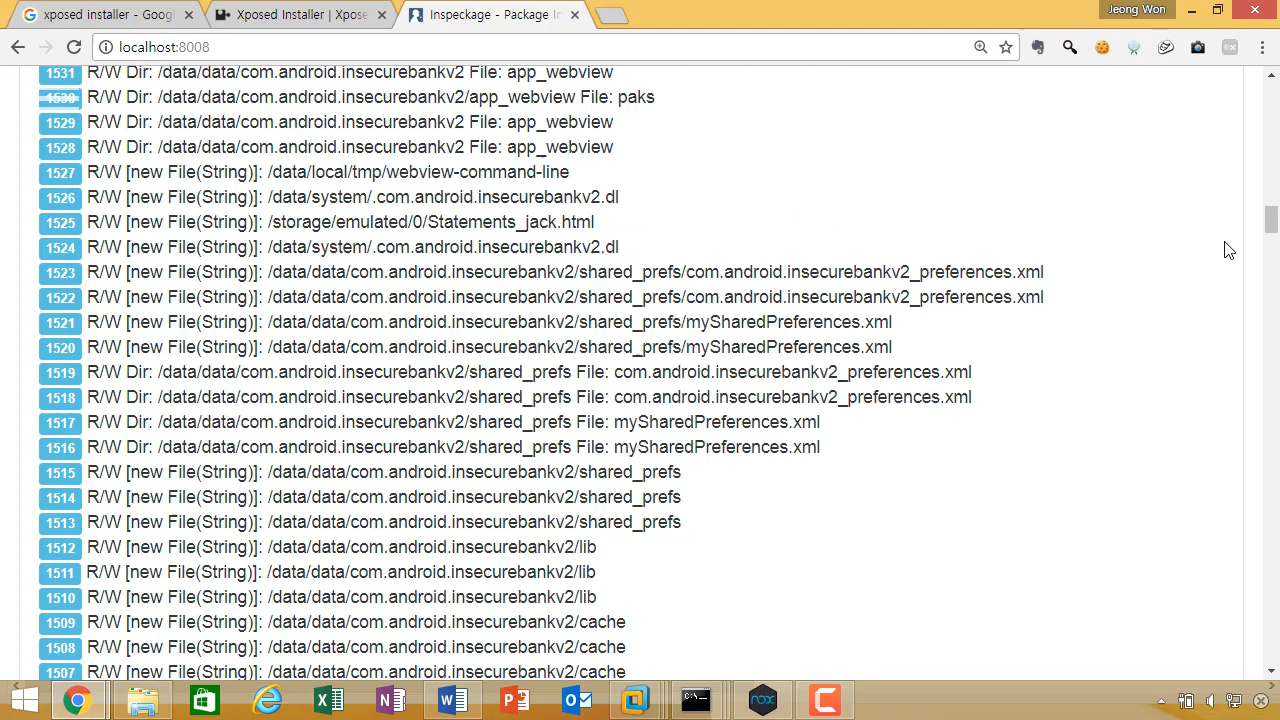 xposed installer - Googl
Xposed Installer | Xpose
Inspeckage - Package In
Jeong Won
localhost:8008
1531 R/W Dir: /data/data/com.android.insecurebankv2 File: app_webview
1530 R/W Dir: /data/data/com.android.insecurebankv2/app_webview File: paks
1529 R/W Dir: /data/data/com.android.insecurebankv2 File: app_webview
1528 R/W Dir: /data/data/com.android.insecurebankv2 File: app_webview
1527 R/W [new File(String)]: /data/local/tmp/webview-command-line
1526 R/W [new File(String)]: /data/system/.com.android.insecurebankv2.dl
1525 R/W [new File(String)]: /storage/emulated/0/Statements_jack.html
1524 R/W [new File(String)]: /data/system/.com.android.insecurebankv2.dl
1523 R/W [new File(String)]: /data/data/com.android.insecurebankv2/shared_prefs/com.android.insecurebankv2_preferences.xml
1522 R/W [new File(String)]: /data/data/com.android.insecurebankv2/shared_prefs/com.android.insecurebankv2_preferences.xml
1521 R/W [new File(String)]: /data/data/com.android.insecurebankv2/shared_prefs/mySharedPreferences.xml
1520 R/W [new File(String)]: /data/data/com.android.insecurebankv2/shared_prefs/mySharedPreferences.xml
1519 R/W Dir: /data/data/com.android.insecurebankv2/shared_prefs File: com.android.insecurebankv2_preferences.xml
1518 R/W Dir: /data/data/com.android.insecurebankv2/shared_prefs File: com.android.insecurebankv2_preferences.xml
1517 R/W Dir: /data/data/com.android.insecurebankv2/shared_prefs File: mySharedPreferences.xml
1516 R/W Dir: /data/data/com.android.insecurebankv2/shared_prefs File: mySharedPreferences.xml
1515 R/W [new File(String)]: /data/data/com.android.insecurebankv2/shared_prefs
1514 R/W [new File(String)]: /data/data/com.android.insecurebankv2/shared_prefs
1513 R/W [new File(String)]: /data/data/com.android.insecurebankv2/shared_prefs
1512 R/W [new File(String)]: /data/data/com.android.insecurebankv2/lib
1511 R/W [new File(String)]: /data/data/com.android.insecurebankv2/lib
1510 R/W [new File(String)]: /data/data/com.android.insecurebankv2/lib
1509 R/W [new File(String)]: /data/data/com.android.insecurebankv2/cache
1508 R/W [new File(String)]: /data/data/com.android.insecurebankv2/cache
1507 R/W [new File(String)]: /data/data/com.android.insecurebankv2/cache
nox